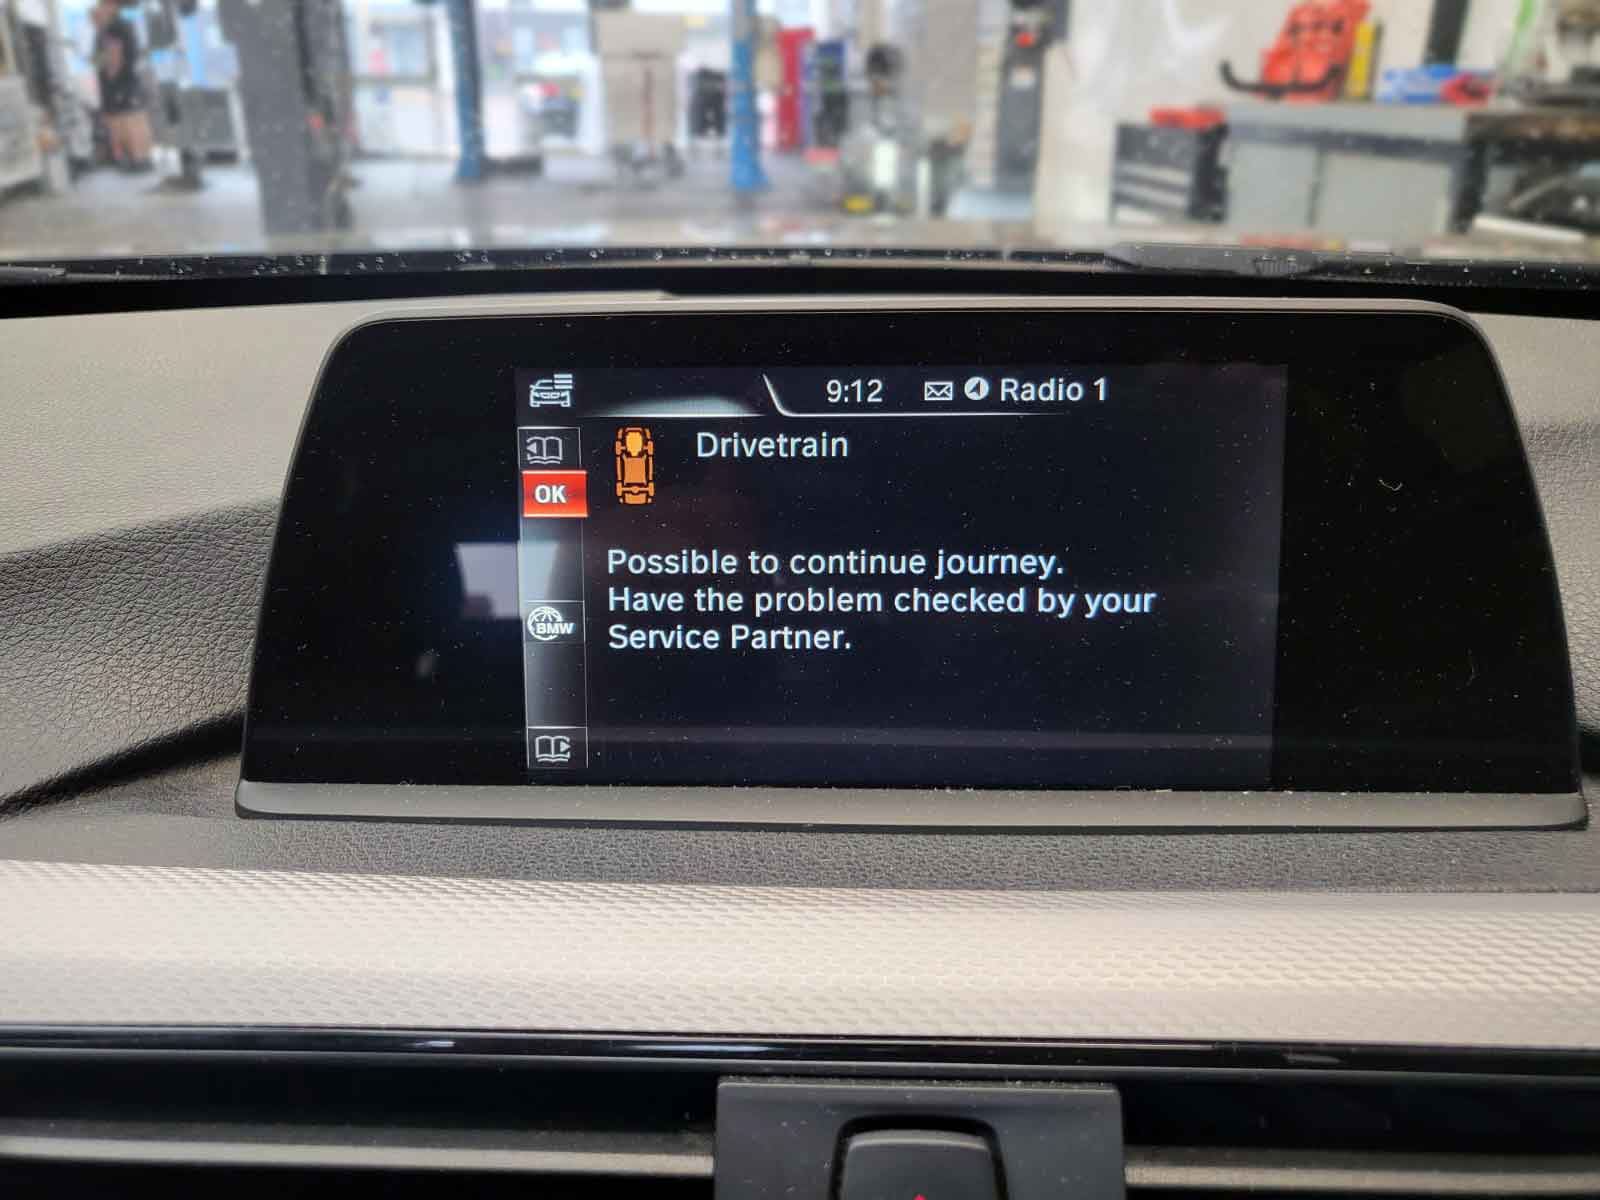 9:12 Radio 1
Drivetrain
OK
Possible to continue journey.
Have the problem checked by your
Service Partner.
BMW